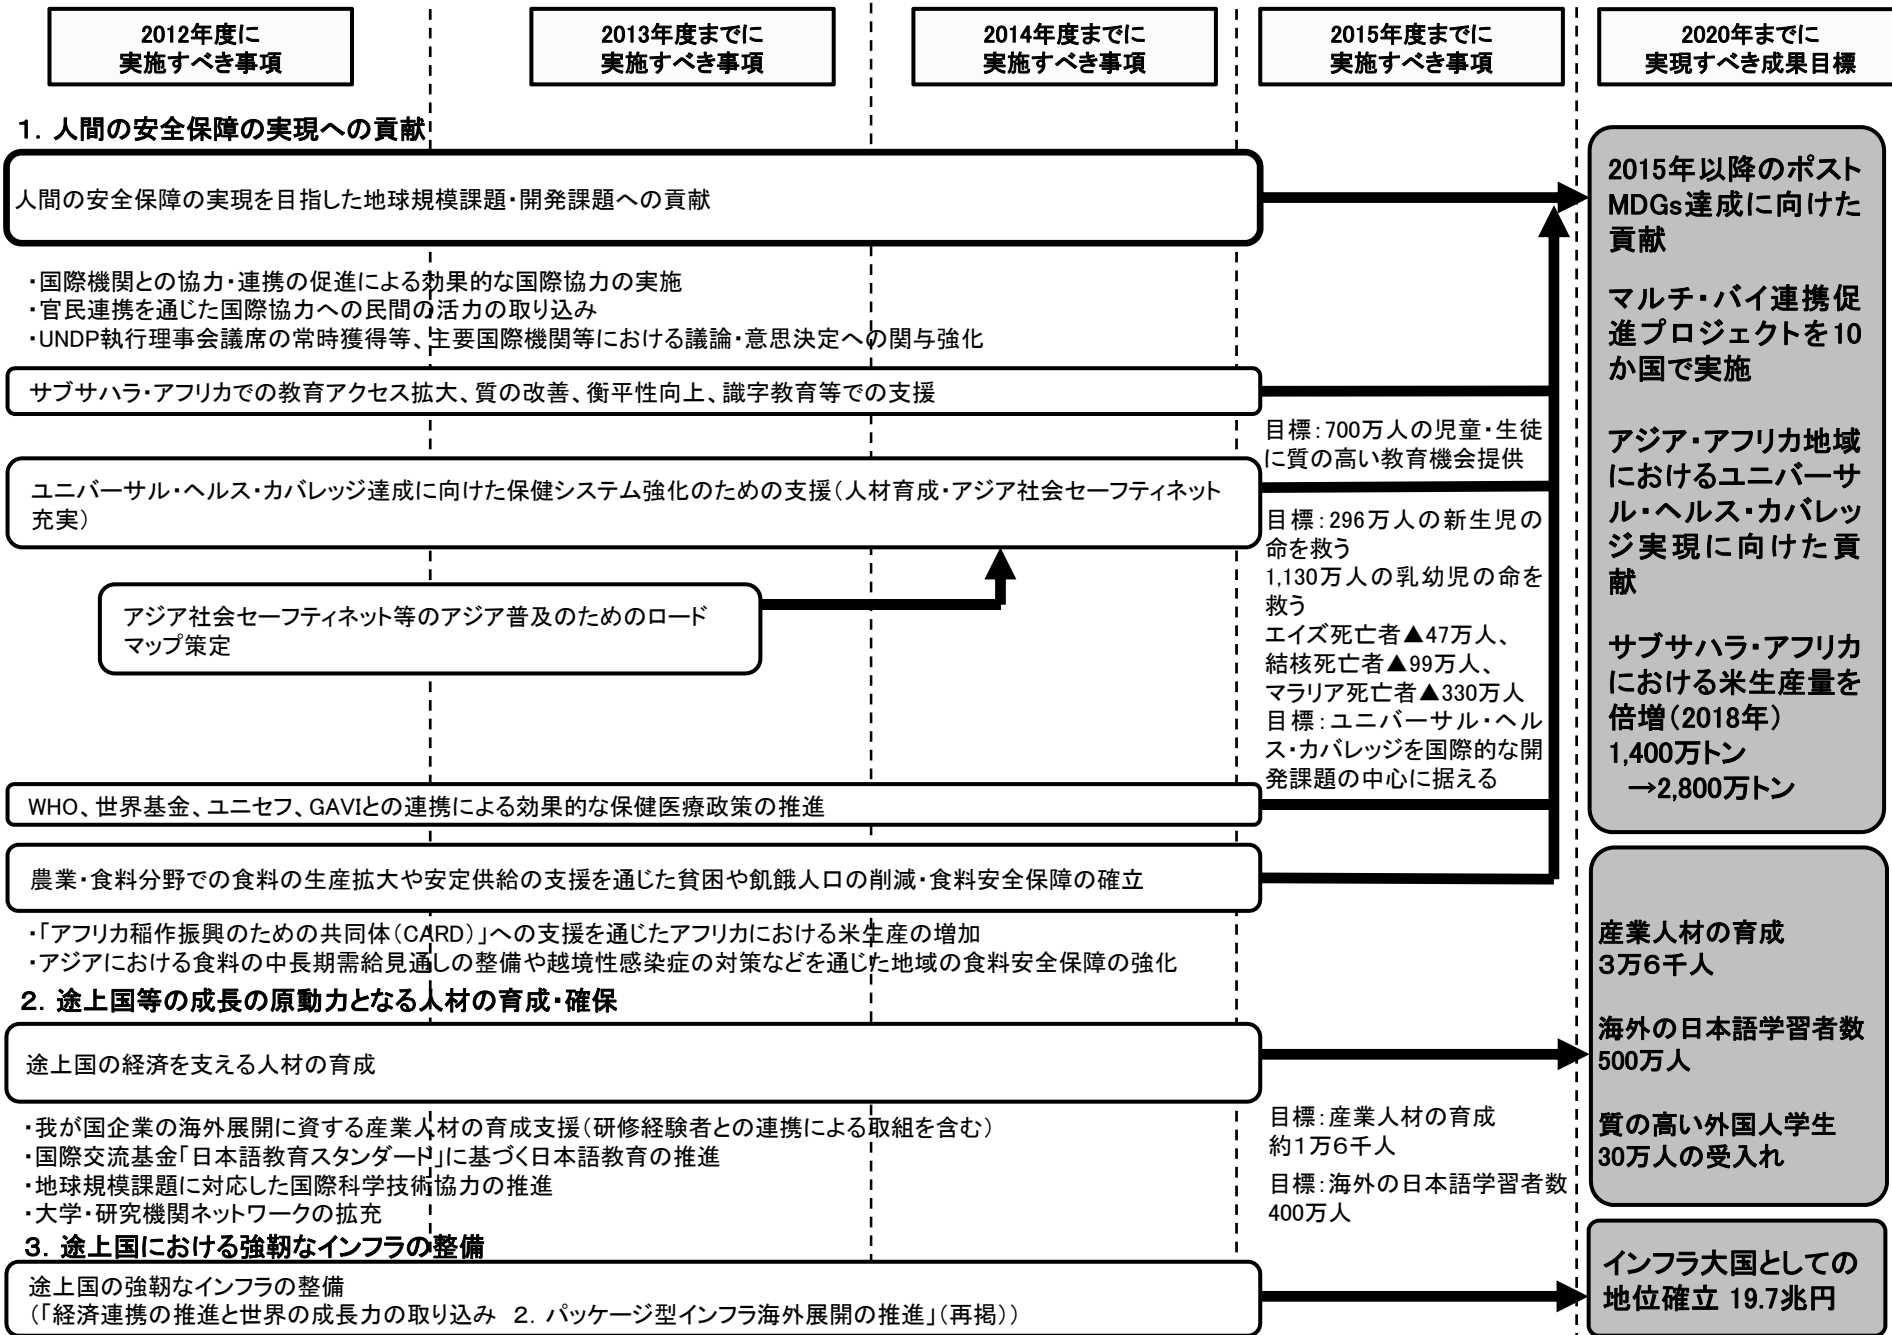 2012年度に
実施すべき事項
2013年度までに
実施すべき事項
2014年度までに
実施すべき事項
2015年度までに
実施すべき事項
2020年までに
実現すべき成果目標
１．人間の安全保障の実現への貢献
人間の安全保障の実現を目指した地球規模課題・開発課題への貢献
・国際機関との協力・連携の促進による効果的な国際協力の実施
・官民連携を通じた国際協力への民間の活力の取り込み
・UNDP執行理事会議席の常時獲得等、主要国際機関等における議論・意思決定への関与強化
サブサハラ・アフリカでの教育アクセス拡大、質の改善、衡平性向上、識字教育等での支援
目標：700万人の児童・生徒
に質の高い教育機会提供
ユニバーサル・ヘルス・カバレッジ達成に向けた保健システム強化のための支援（人材育成・アジア社会セーフティネット
充実）
目標：296万人の新生児の
命を救う
1,130万人の乳幼児の命を
救う
エイズ死亡者▲47万人、
結核死亡者▲99万人、
マラリア死亡者▲330万人
目標：ユニバーサル・ヘル
ス・カバレッジを国際的な開
発課題の中心に据える
アジア社会セーフティネット等のアジア普及のためのロード
マップ策定
WHO、世界基金、ユニセフ、GAVIとの連携による効果的な保健医療政策の推進
農業・食料分野での食料の生産拡大や安定供給の支援を通じた貧困や飢餓人口の削減・食料安全保障の確立
・「アフリカ稲作振興のための共同体（CARD）」への支援を通じたアフリカにおける米生産の増加
・アジアにおける食料の中長期需給見通しの整備や越境性感染症の対策などを通じた地域の食料安全保障の強化
2015年以降のポスト
MDGs達成に向けた
貢献
マルチ・バイ連携促
進プロジェクトを10
か国で実施
アジア・アフリカ地域
におけるユニバーサ
ル・ヘルス・カバレッ
ジ実現に向けた貢
献
サブサハラ・アフリカ
における米生産量を
倍増（2018年）
1,400万トン
→2,800万トン
２．途上国等の成長の原動力となる人材の育成・確保
途上国の経済を支える人材の育成
・我が国企業の海外展開に資する産業人材の育成支援（研修経験者との連携による取組を含む）
・国際交流基金「日本語教育スタンダード」に基づく日本語教育の推進
・地球規模課題に対応した国際科学技術協力の推進
・大学・研究機関ネットワークの拡充
目標：産業人材の育成
約１万６千人
目標：海外の日本語学習者数
400万人
産業人材の育成
３万６千人
海外の日本語学習者数
500万人
質の高い外国人学生
30万人の受入れ
３．途上国における強靭なインフラの整備
途上国の強靭なインフラの整備
（「経済連携の推進と世界の成長力の取り込み　２．パッケージ型インフラ海外展開の推進」（再掲））
インフラ大国としての
地位確立 19.7兆円